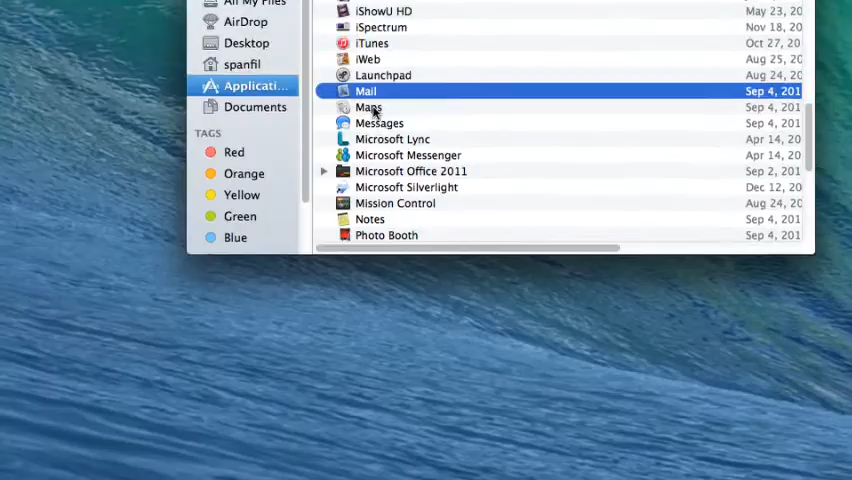 All My Files
AirDrop
Desktop
spanfil
Applicati...
Documents
TAGS
Red
Orange
Yellow
Green
Blue
iShowU HD May 23, 20
iSpectrum Nov 18, 20
iTunes Oct 27, 20
iWeb Aug 25, 20
Launchpad Aug 24, 20
Mail Sep 4, 201
Maps Sep 4, 201
Messages Sep 4, 201
Microsoft Lync Apr 14, 20
Microsoft Messenger Apr 14, 20
Microsoft Office 2011 Sep 2, 201
Microsoft Silverlight Dec 12, 20
Mission Control Aug 24, 20
Notes Sep 4, 201
Photo Booth Sep 4, 201